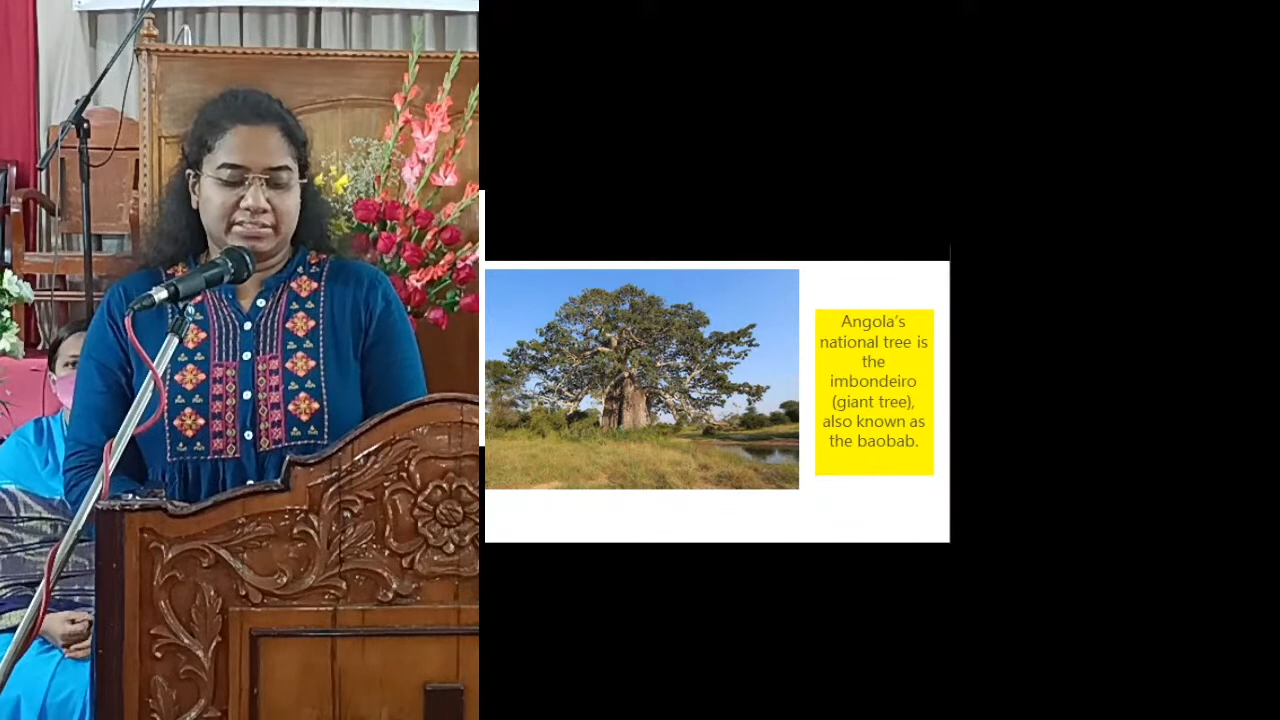 Angola's
national tree is
the
imbondeiro
(giant tree),
also known as
the baobab.